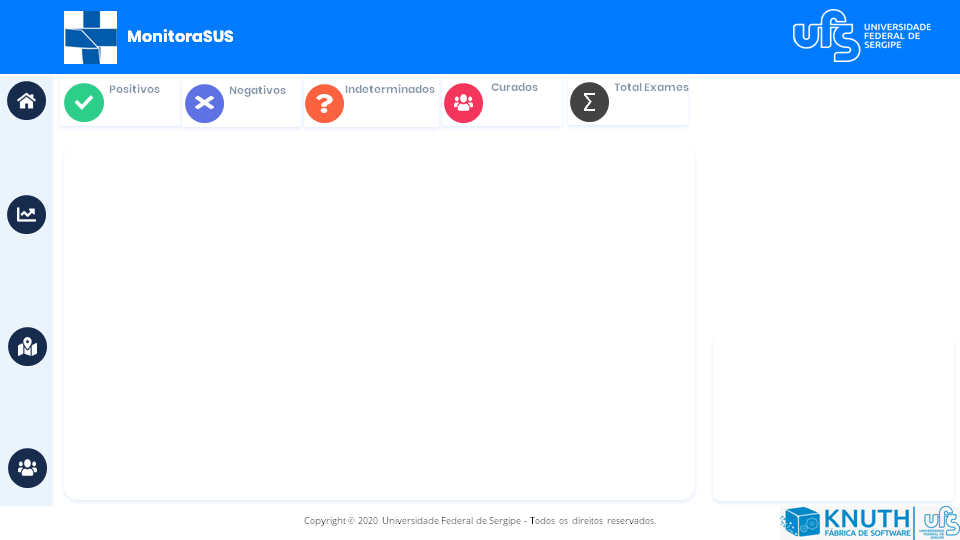 MonitoraSUS
ufs UNIVERSIDADE
FEDERAL DE
SERGIPE
Positivos
Negativos
Indeterminados
Curados
Total Exames
?
Σ
Copyright © 2020 Universidade Federal de Sergipe - Todos os direitos reservados.
KNUTH
FÁBRICA DE SOFTWARE
ufs
UNIVERSIDADE
FEDERAL DE
SERGIPE